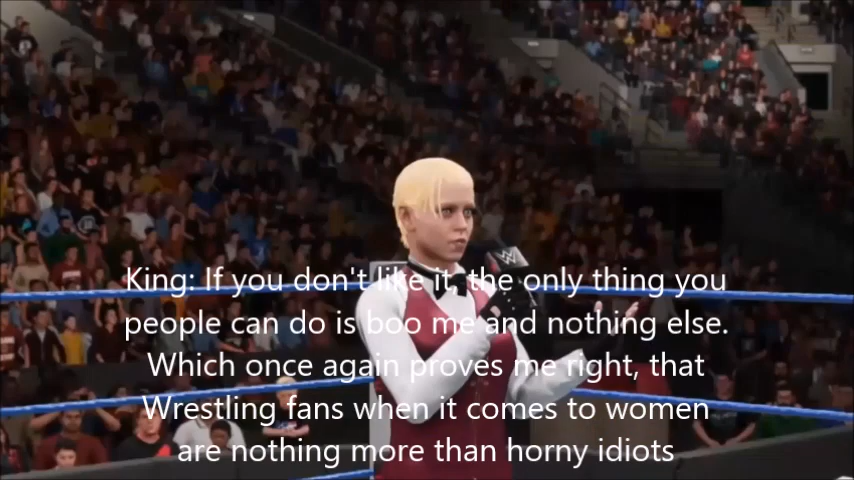 W
King: If you don't like it, the only thing you
people can do is boo me and nothing else.
Which once again proves me right, that
Wrestling fans when it comes to women
are nothing more than horny idiots